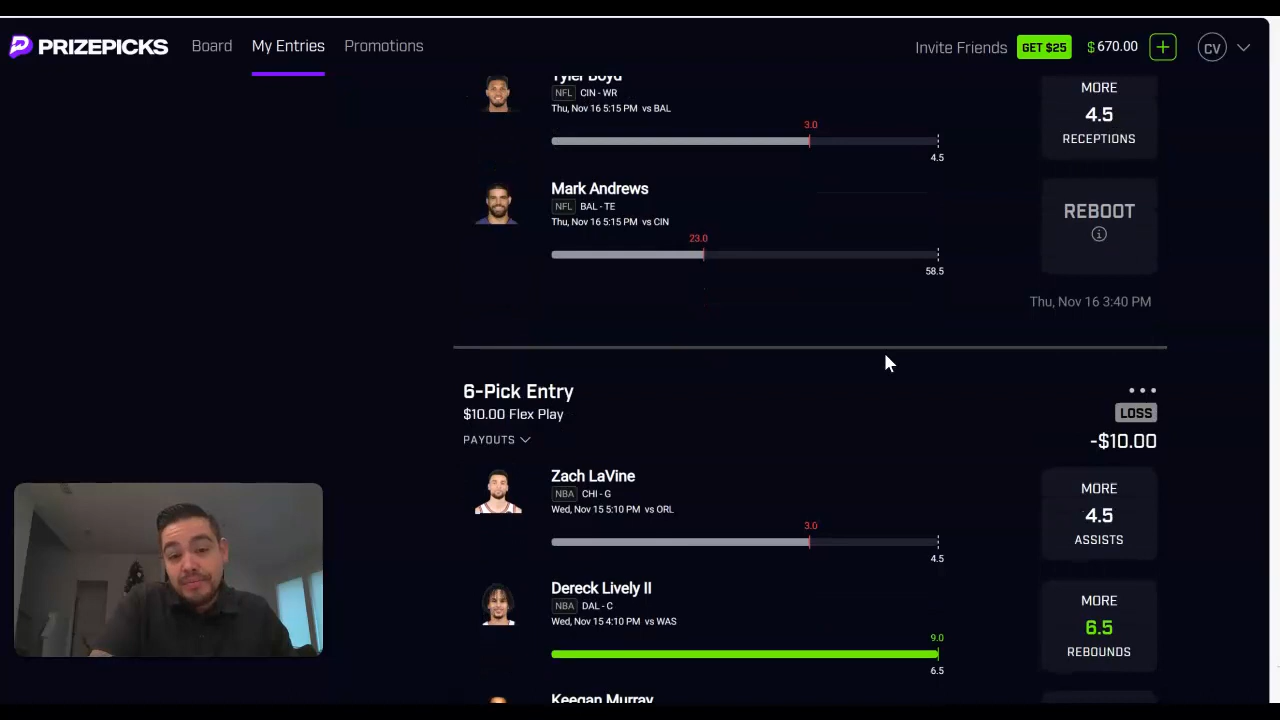 PRIZEPICKS Board My Entries Promotions Invite Friends GET $25 $ 670.00 + CV
Tyler Boyd
NFL CIN - WR
Thu, Nov 16 5:15 PM vs BAL
3.0
4.5
MORE
4.5
RECEPTIONS
Mark Andrews
NFL BAL - TE
Thu, Nov 16 5:15 PM vs CIN
23.0
58.5
REBOOT
Thu, Nov 16 3:40 PM
6-Pick Entry
$10.00 Flex Play
PAYOUTS
LOSS
-$10.00
Zach LaVine
NBA CHI - G
Wed, Nov 15 5:10 PM vs ORL
3.0
4.5
MORE
4.5
ASSISTS
Dereck Lively II
NBA DAL - C
Wed, Nov 15 4:10 PM vs WAS
9.0
6.5
MORE
6.5
REBOUNDS
Keegan Murray